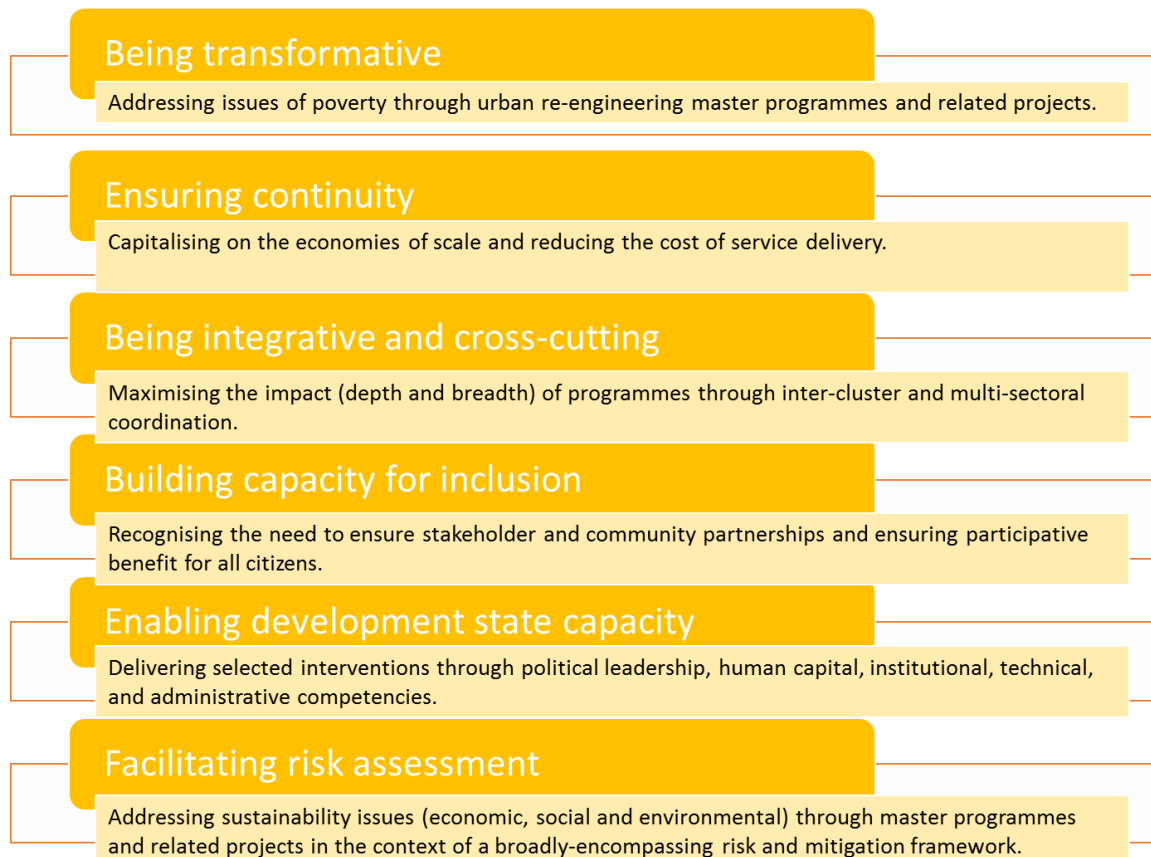 Being transformative
Addressing issues of poverty through urban re-engineering master programmes and related projects.
Ensuring continuity
Capitalising on the economies of scale and reducing the cost of service delivery.
Being integrative and cross-cutting
Maximising the impact (depth and breadth) of programmes through inter-cluster and multi-sectoral
coordination.
Building capacity for inclusion
Recognising the need to ensure stakeholder and community partnerships and ensuring participative
benefit for all citizens.
Enabling development state capacity
Delivering selected interventions through political leadership, human capital, institutional, technical,
and administrative competencies.
Facilitating risk assessment
Addressing sustainability issues (economic, social and environmental) through master programmes
and related projects in the context of a broadly-encompassing risk and mitigation framework.